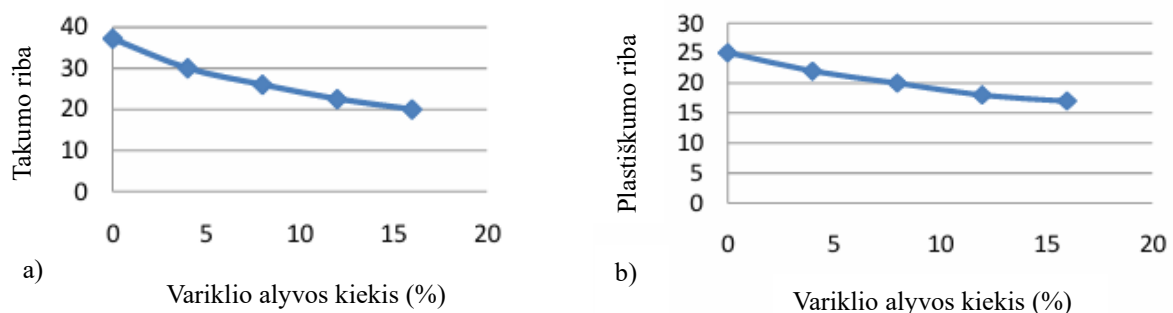 Takumo riba
40
30
20
10
0
0 5 10 15 20
a)
Variklio alyvos kiekis (%)
Plastiškumo riba
30
25
20
15
10
5
0
0 5 10 15 20
b)
Variklio alyvos kiekis (%)